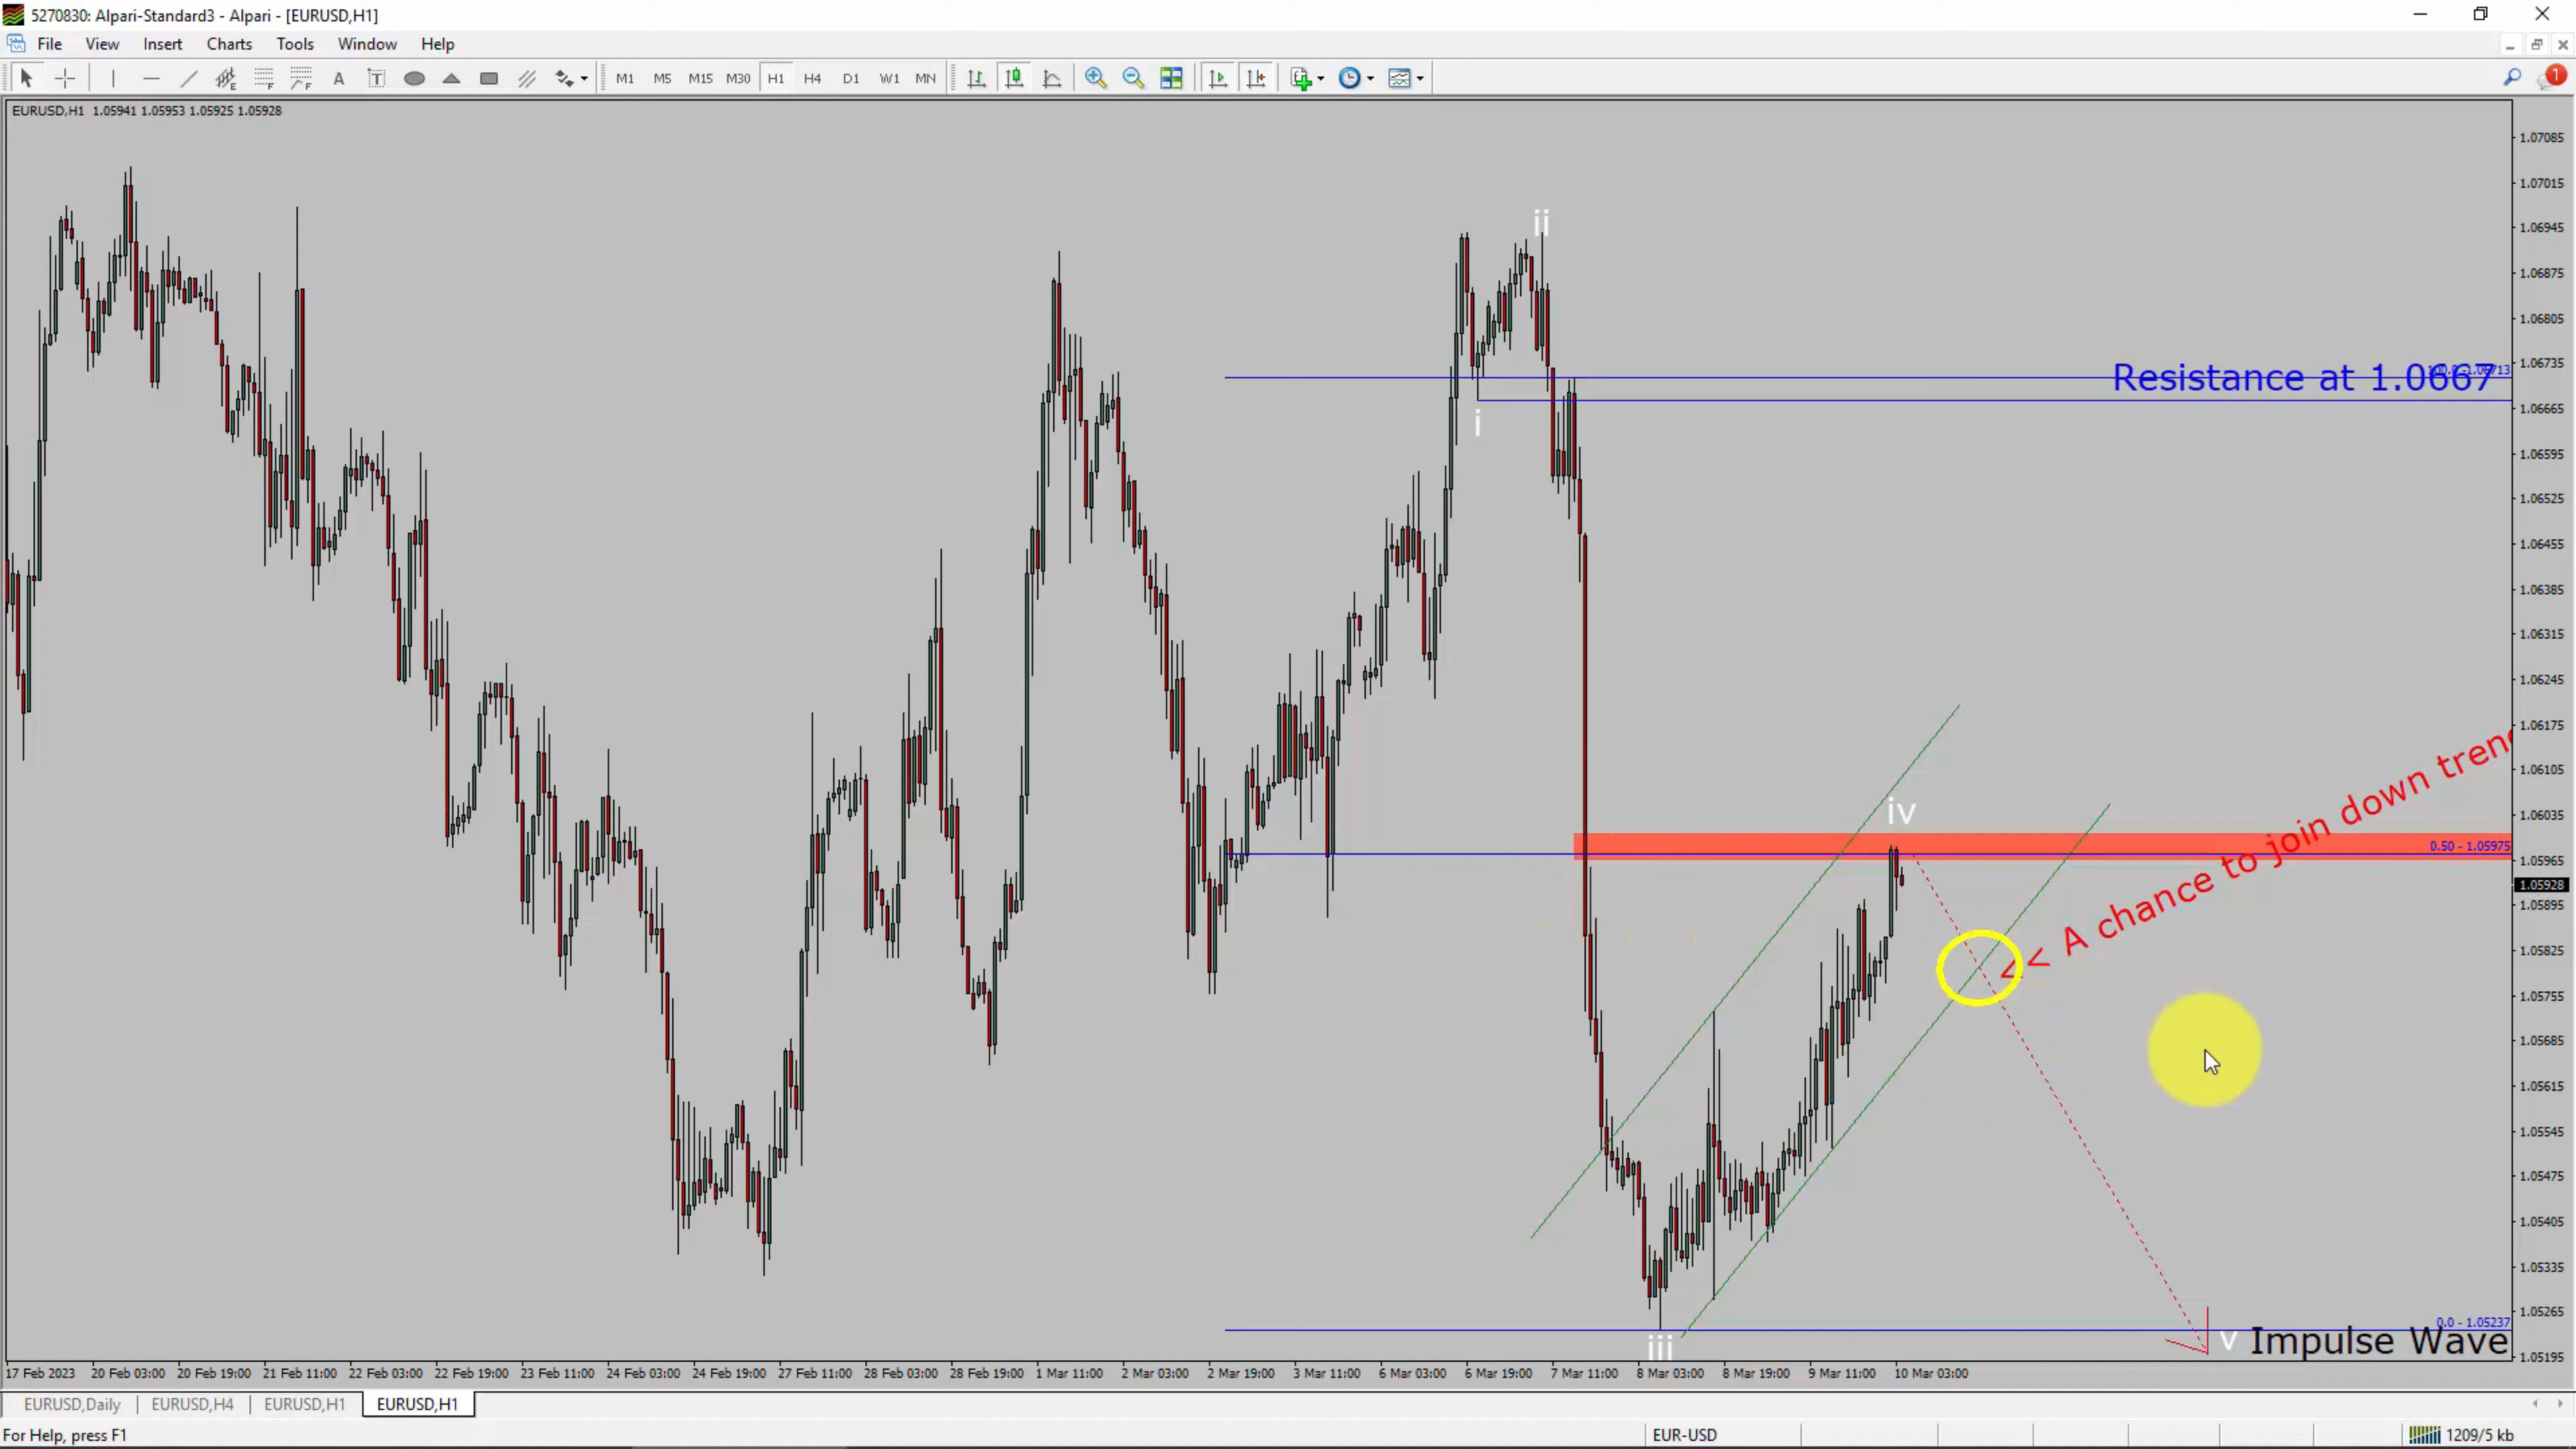 5270830: Alpari-Standard3 - Alpari - [EURUSD,H1]
File View Insert Charts Tools Window Help
M1 M5 M15 M30 H1 H4 D1 W1 MN
1
EURUSD,H1 1.05941 1.05953 1.05925 1.05928
1.07085
1.07015
1.06945
1.06875
1.06805
1.06735
1.06665
1.06595
1.06525
1.06455
1.06385
1.06315
1.06245
1.06175
1.06105
1.06035
1.05965
1.05928
1.05895
1.05825
1.05755
1.05685
1.05615
1.05545
1.05475
1.05405
1.05335
1.05265
1.05195
ii
Resistance at 1.0667
i
iv
0.50 - 1.05975
<< A chance to join down trend
0.0 - 1.05237
iii
v Impulse Wave
17 Feb 2023 20 Feb 03:00 20 Feb 19:00 21 Feb 11:00 22 Feb 03:00 22 Feb 19:00 23 Feb 11:00 24 Feb 03:00 24 Feb 19:00 27 Feb 11:00 28 Feb 03:00 28 Feb 19:00 1 Mar 11:00 2 Mar 03:00 2 Mar 19:00 3 Mar 11:00 6 Mar 03:00 6 Mar 19:00 7 Mar 11:00 8 Mar 03:00 8 Mar 19:00 9 Mar 11:00 10 Mar 03:00
EURUSD,Daily EURUSD,H4 EURUSD,H1 EURUSD,H1
For Help, press F1 EUR-USD 1209/5 kb